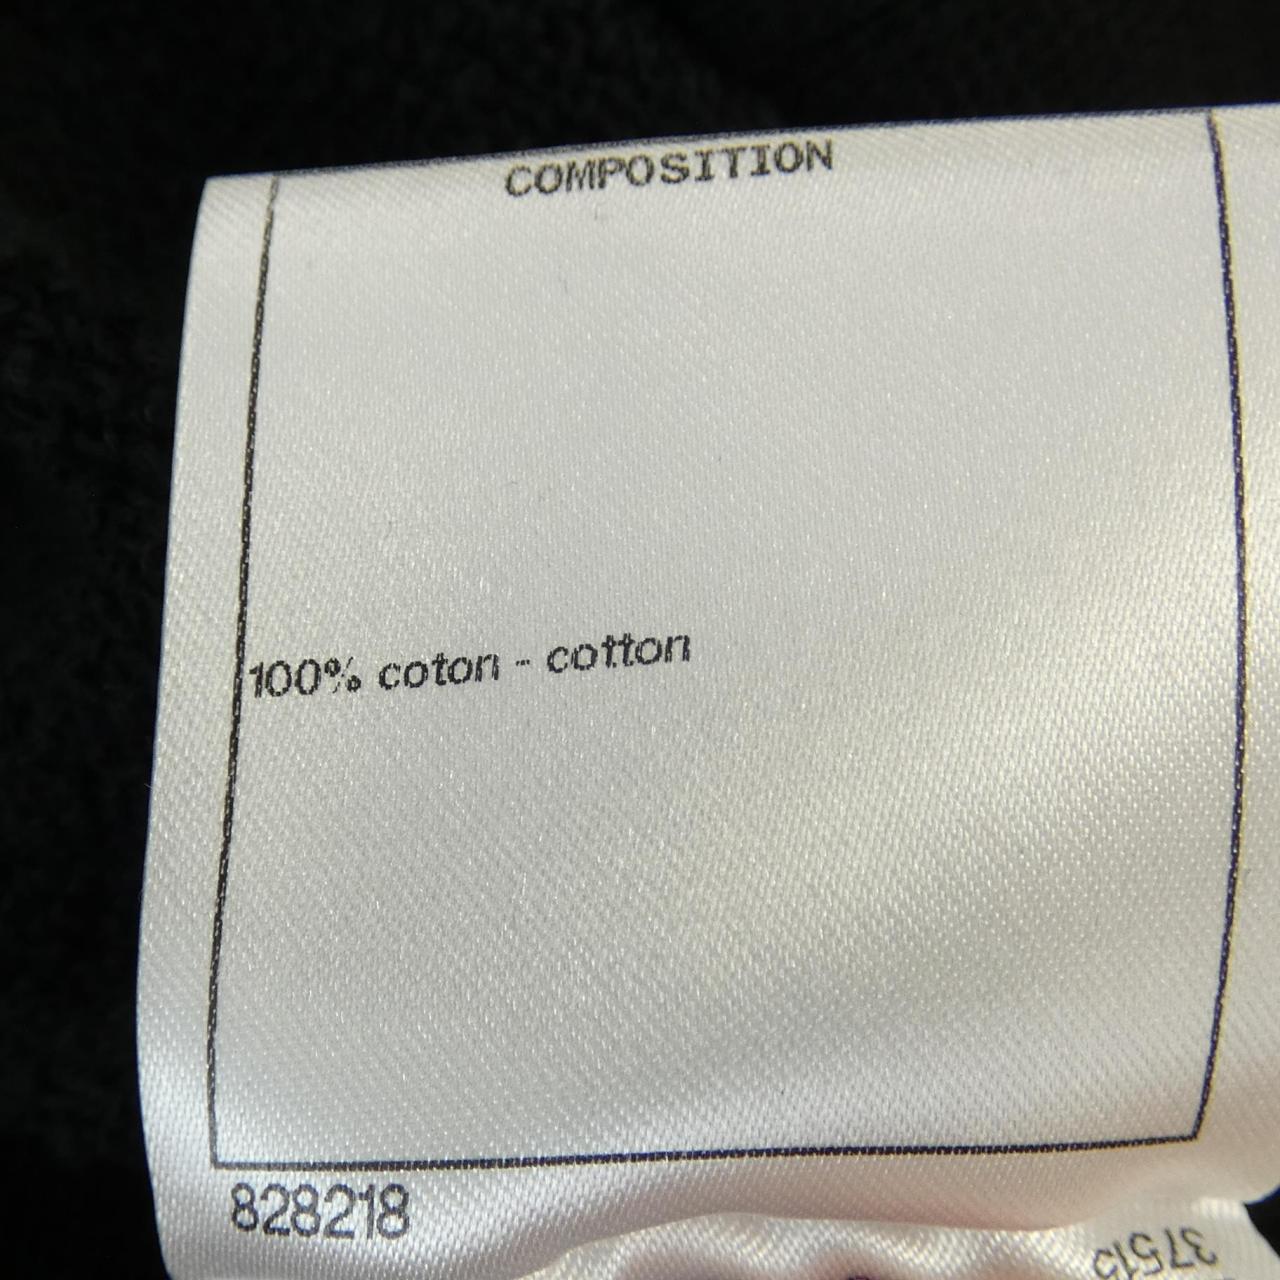 COMPOSITION
100% coton - cotton
828218